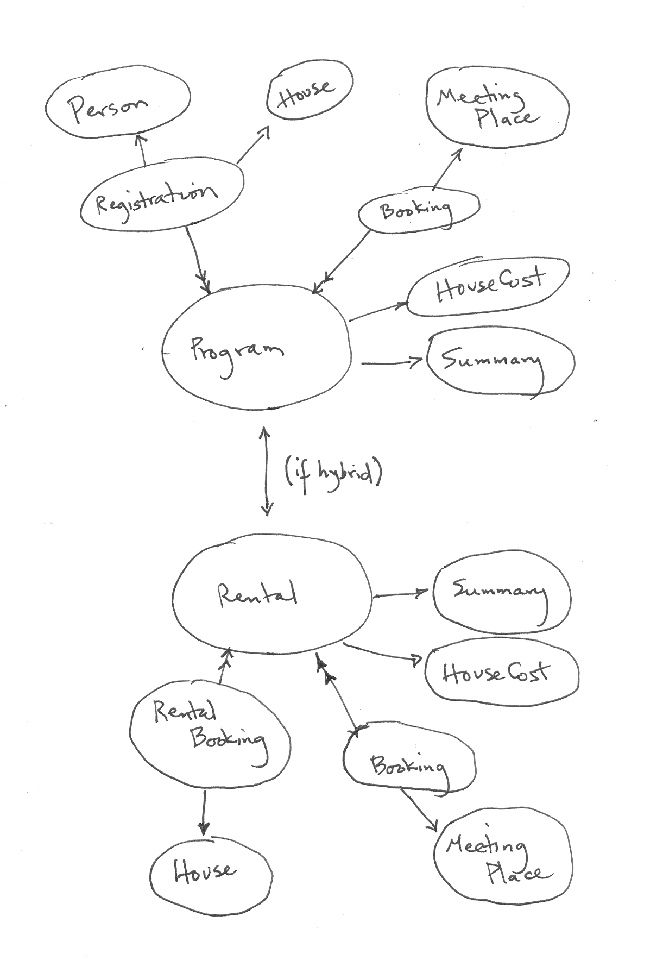 Person
House
Meeting
Place
Registration
Booking
HouseCost
Program
Summary
(if hybrid)
Rental
Summary
HouseCost
Rental
Booking
Booking
House
Meeting
Place